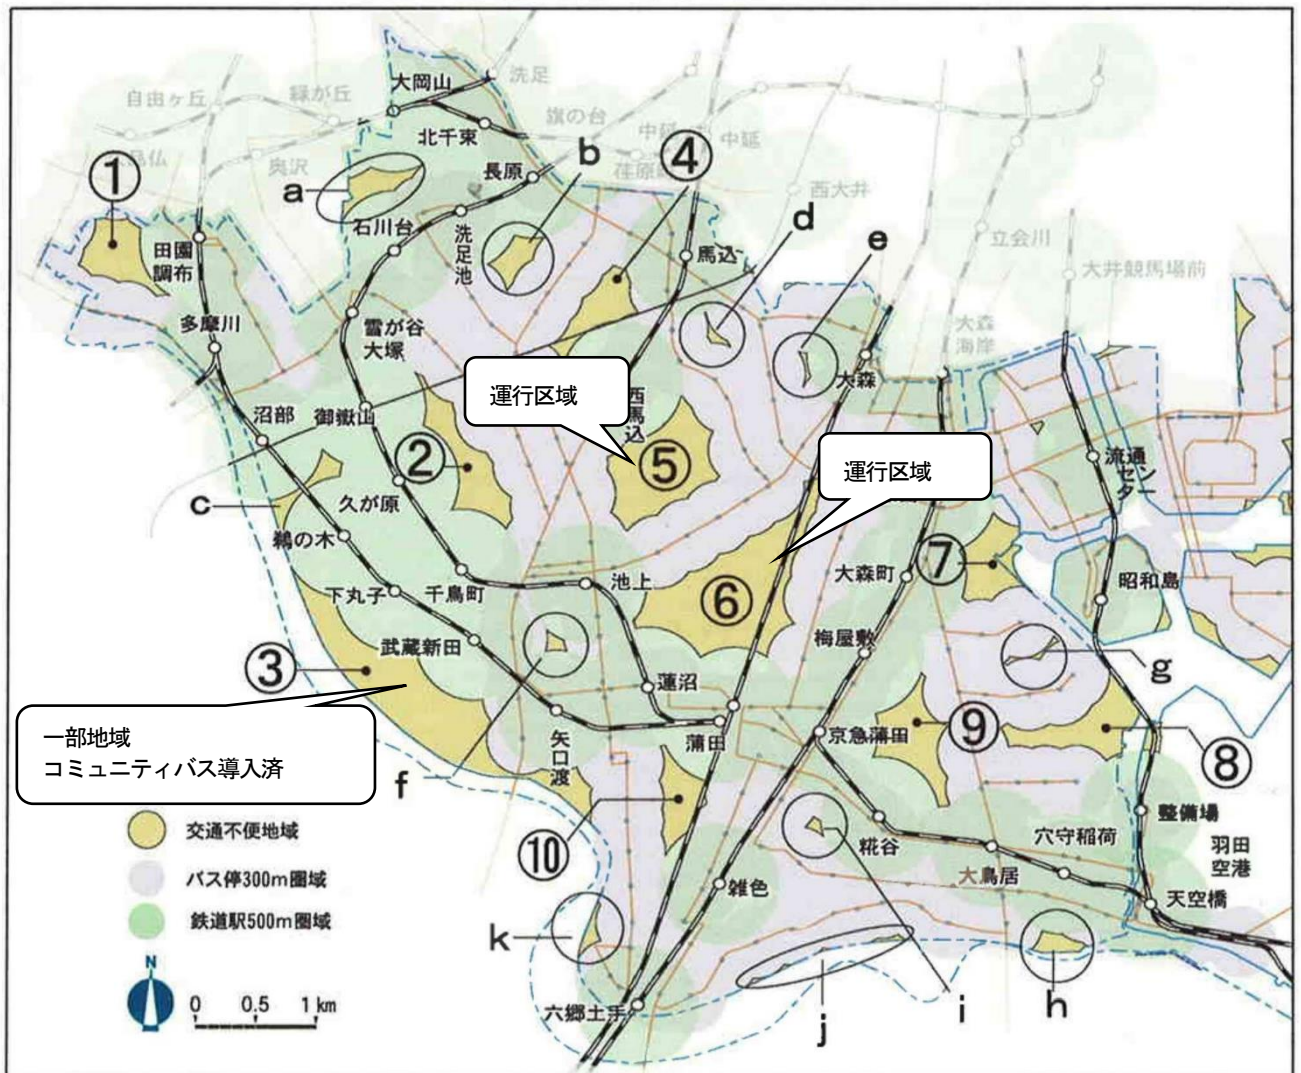 大岡山
洗足
自由ヶ丘
緑が丘
旗の台
北千束
中延
奥沢
長原
b
④
①
a
西大井
石川台
洗足池
d
e
立会川
馬込
大井競馬場前
田園
調布
多摩川
雪が谷
大塚
大森
海岸
大森
運行区域
西馬込
沼部
御嶽山
②
⑤
運行区域
流通センター
c
久が原
鵜の木
⑦
大森町
昭和島
下丸子
千鳥町
池上
⑥
武蔵新田
梅屋敷
③
g
蓮沼
一部地域
コミュニティバス導入済
矢口渡
蒲田
京急蒲田
⑨
⑧
f
交通不便地域
バス停300m圏域
鉄道駅500m圏域
⑩
糀谷
穴守稲荷
整備場
羽田
空港
雑色
大鳥居
天空橋
k
N
0 0.5 1km
六郷土手
j
i
h